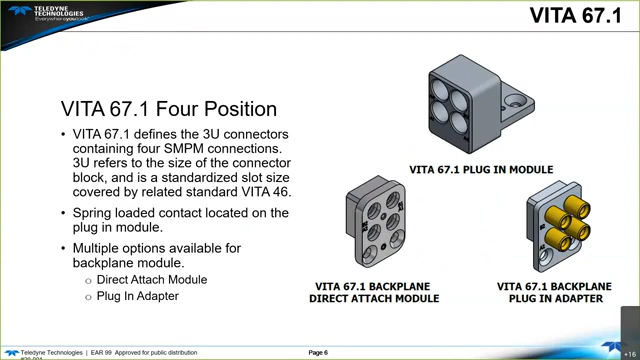 TELEDYNE
TECHNOLOGIES
Everywhereyoulook
VITA 67.1
VITA 67.1 Four Position
• VITA 67.1 defines the 3U connectors
containing four SMPM connections.
3U refers to the size of the connector
block, and is a standardized slot size
covered by related standard VITA 46.
• Spring loaded contact located on the
plug in module.
• Multiple options available for
backplane module.
o Direct Attach Module
o Plug In Adapter
VITA 67.1 PLUG IN MODULE
VITA 67.1 BACKPLANE
DIRECT ATTACH MODULE
VITA 67.1 BACKPLANE
PLUG IN ADAPTER
Teledyne Technologies | EAR 99 Approved for public distribution
Page 6
+16